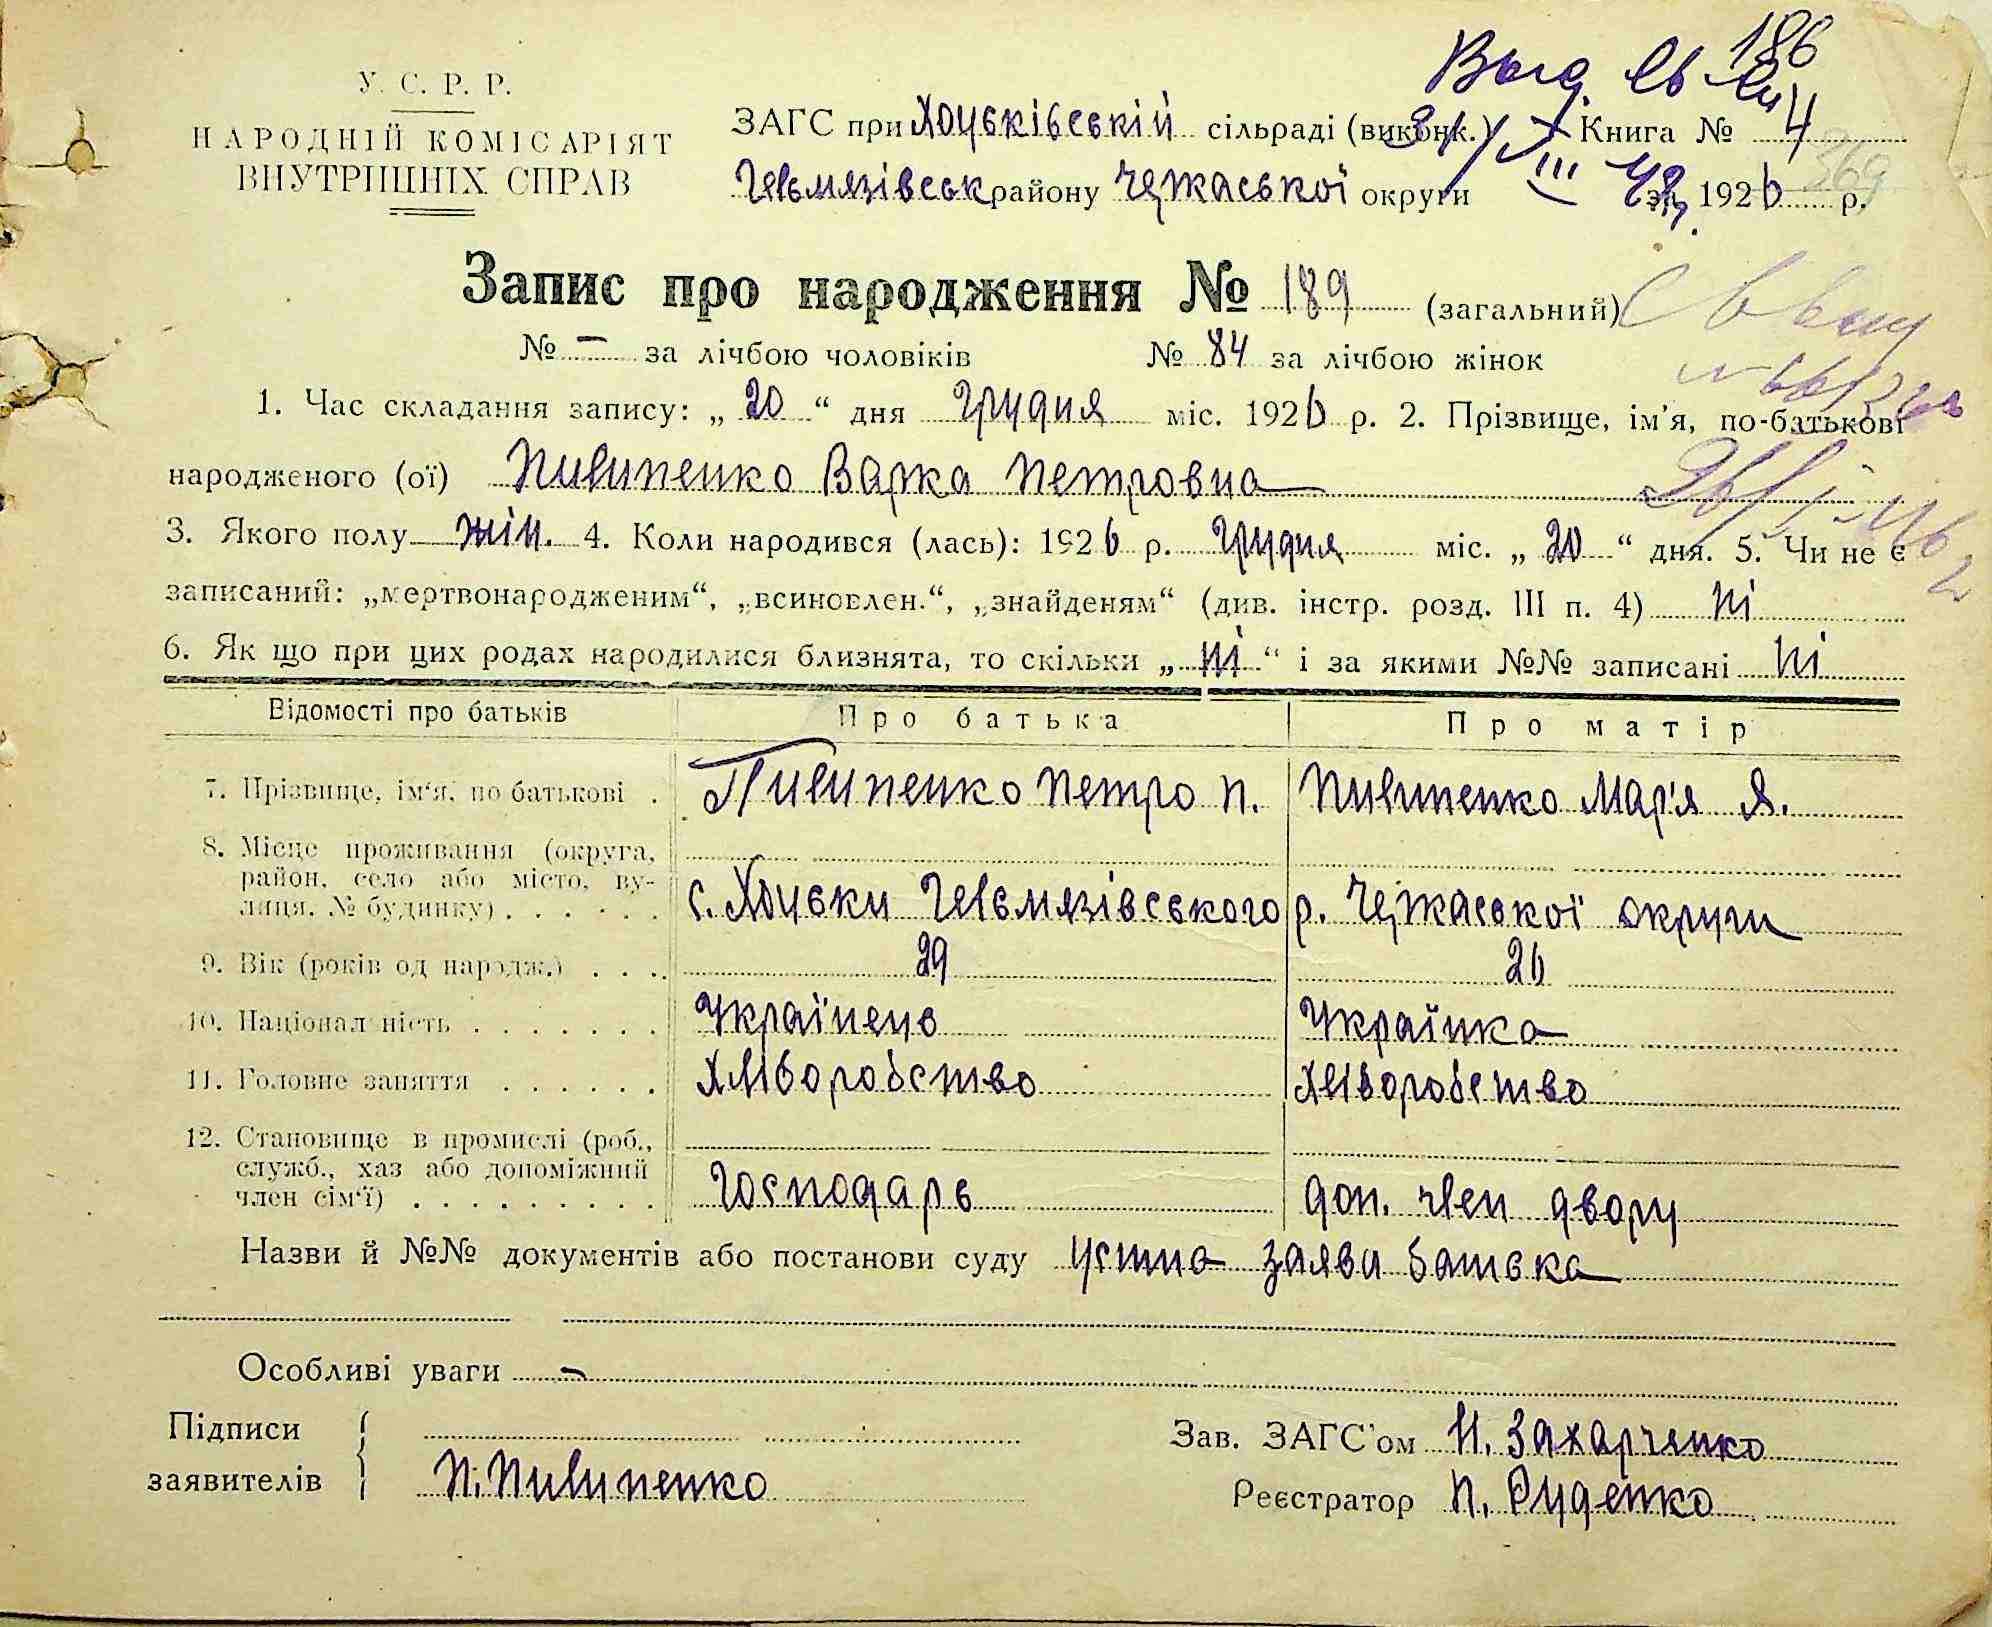 186
Выд.
У. С. Р. Р.
НАРОДНІЙ КОМІСАРІЯТ
ВНУТРІШНІХ СПРАВ
ЗАГС при Хоцьківській сільраді (виконк.) Книга № 4
Гельмязівськ району Черкаської округи за 1926 р.
369
Запис про народження № 189 (загальний)
№ – за лічбою чоловіків № 84 за лічбою жінок
1. Час складання запису: „20“ дня Грудня міс. 1926 р. 2. Прізвище, ім'я, по-батькові
народженого (ої) Пилипенко Варка Петровна
3. Якого полу жін. 4. Коли народився (лась): 1926 р. Грудня міс. „20“ дня. 5. Чи не є
записаний: „мертвонародженим“, „всиновлен.“, „знайденям“ (див. інстр. розд. III п. 4) ні
6. Як що при цих родах народилися близнята, то скільки „ні“ і за якими №№ записані ні
Відомості про батьків Про батька Про матір
7. Прізвище, ім'я, по батькові . Пилипенко Петро П. Пилипенко Мар'я Я.
8. Місце проживання (округа,
район, село або місто, ву-
лиця, № будинку) . . . . . . с. Хоцьки Гельмязівського р. Черкаської округи
9. Вік (років од народж.) . . . . 29 26
10. Національність . . . . . . . Українець Українка
11. Головне заняття . . . . . . Хліборобство Хліборобство
12. Становище в промислі (роб.,
служб., хаз або допоміжний
член сім'ї) . . . . . . . . . Господарь доп. член двору
Назви й №№ документів або постанови суду Устна заява батька
Особливі уваги –
Підписи
заявителів П. Пилипенко
Зав. ЗАГС'ом И. Захарченко
Реєстратор П. Руденко